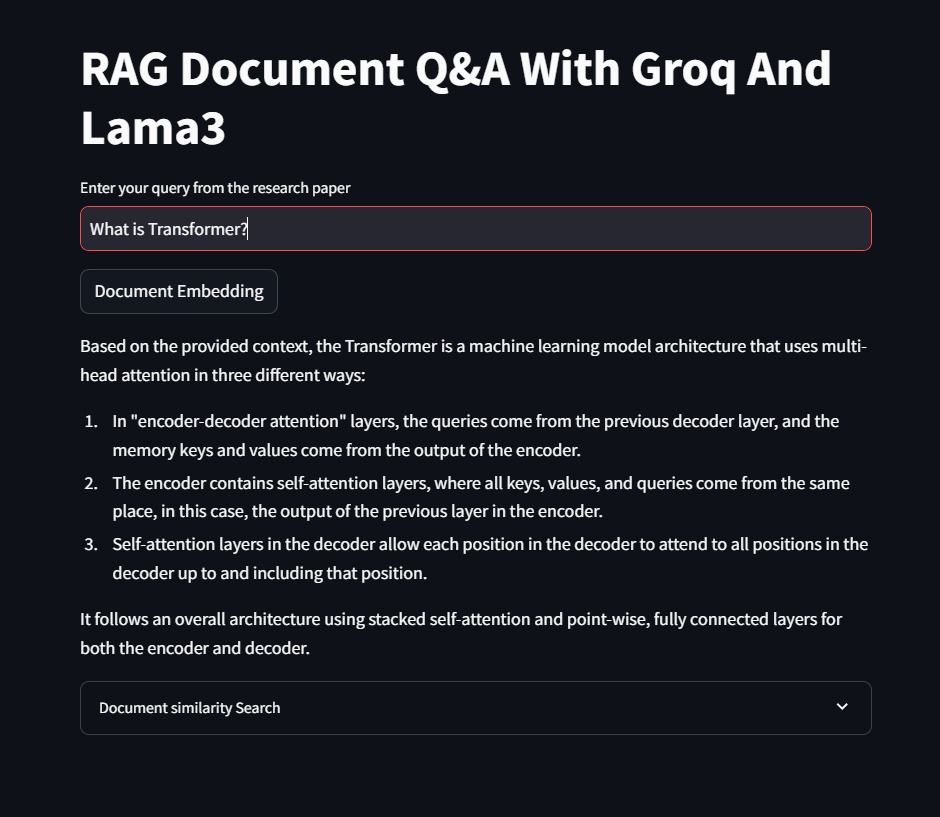 RAG Document Q&A With Groq And
Lama3
Enter your query from the research paper
What is Transformer?
Document Embedding
Based on the provided context, the Transformer is a machine learning model architecture that uses multi-
head attention in three different ways:
1. In "encoder-decoder attention" layers, the queries come from the previous decoder layer, and the
memory keys and values come from the output of the encoder.
2. The encoder contains self-attention layers, where all keys, values, and queries come from the same
place, in this case, the output of the previous layer in the encoder.
3. Self-attention layers in the decoder allow each position in the decoder to attend to all positions in the
decoder up to and including that position.
It follows an overall architecture using stacked self-attention and point-wise, fully connected layers for
both the encoder and decoder.
Document similarity Search